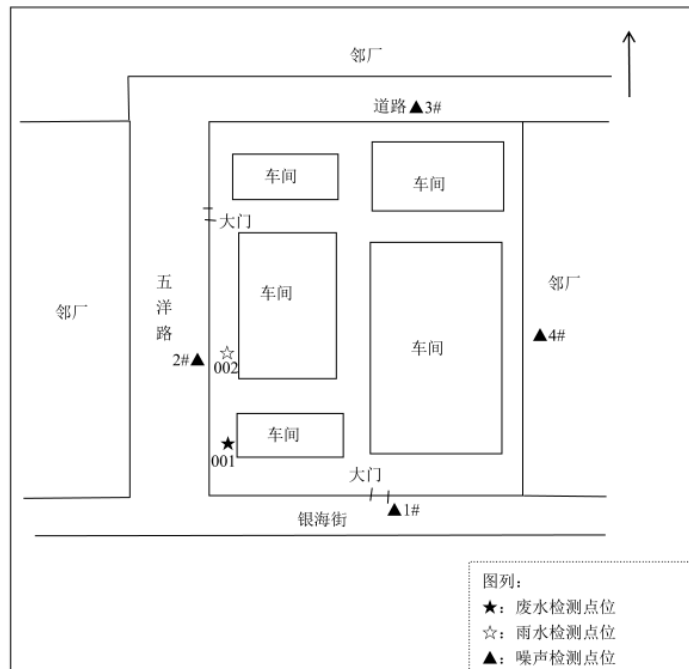 邻厂
道路▲3#
车间
车间
大门
五洋路
邻厂
车间
邻厂
车间
▲4#
2#▲
☆
002
车间
★
001
大门
▲1#
银海街
图列：
★：废水检测点位
☆：雨水检测点位
▲：噪声检测点位